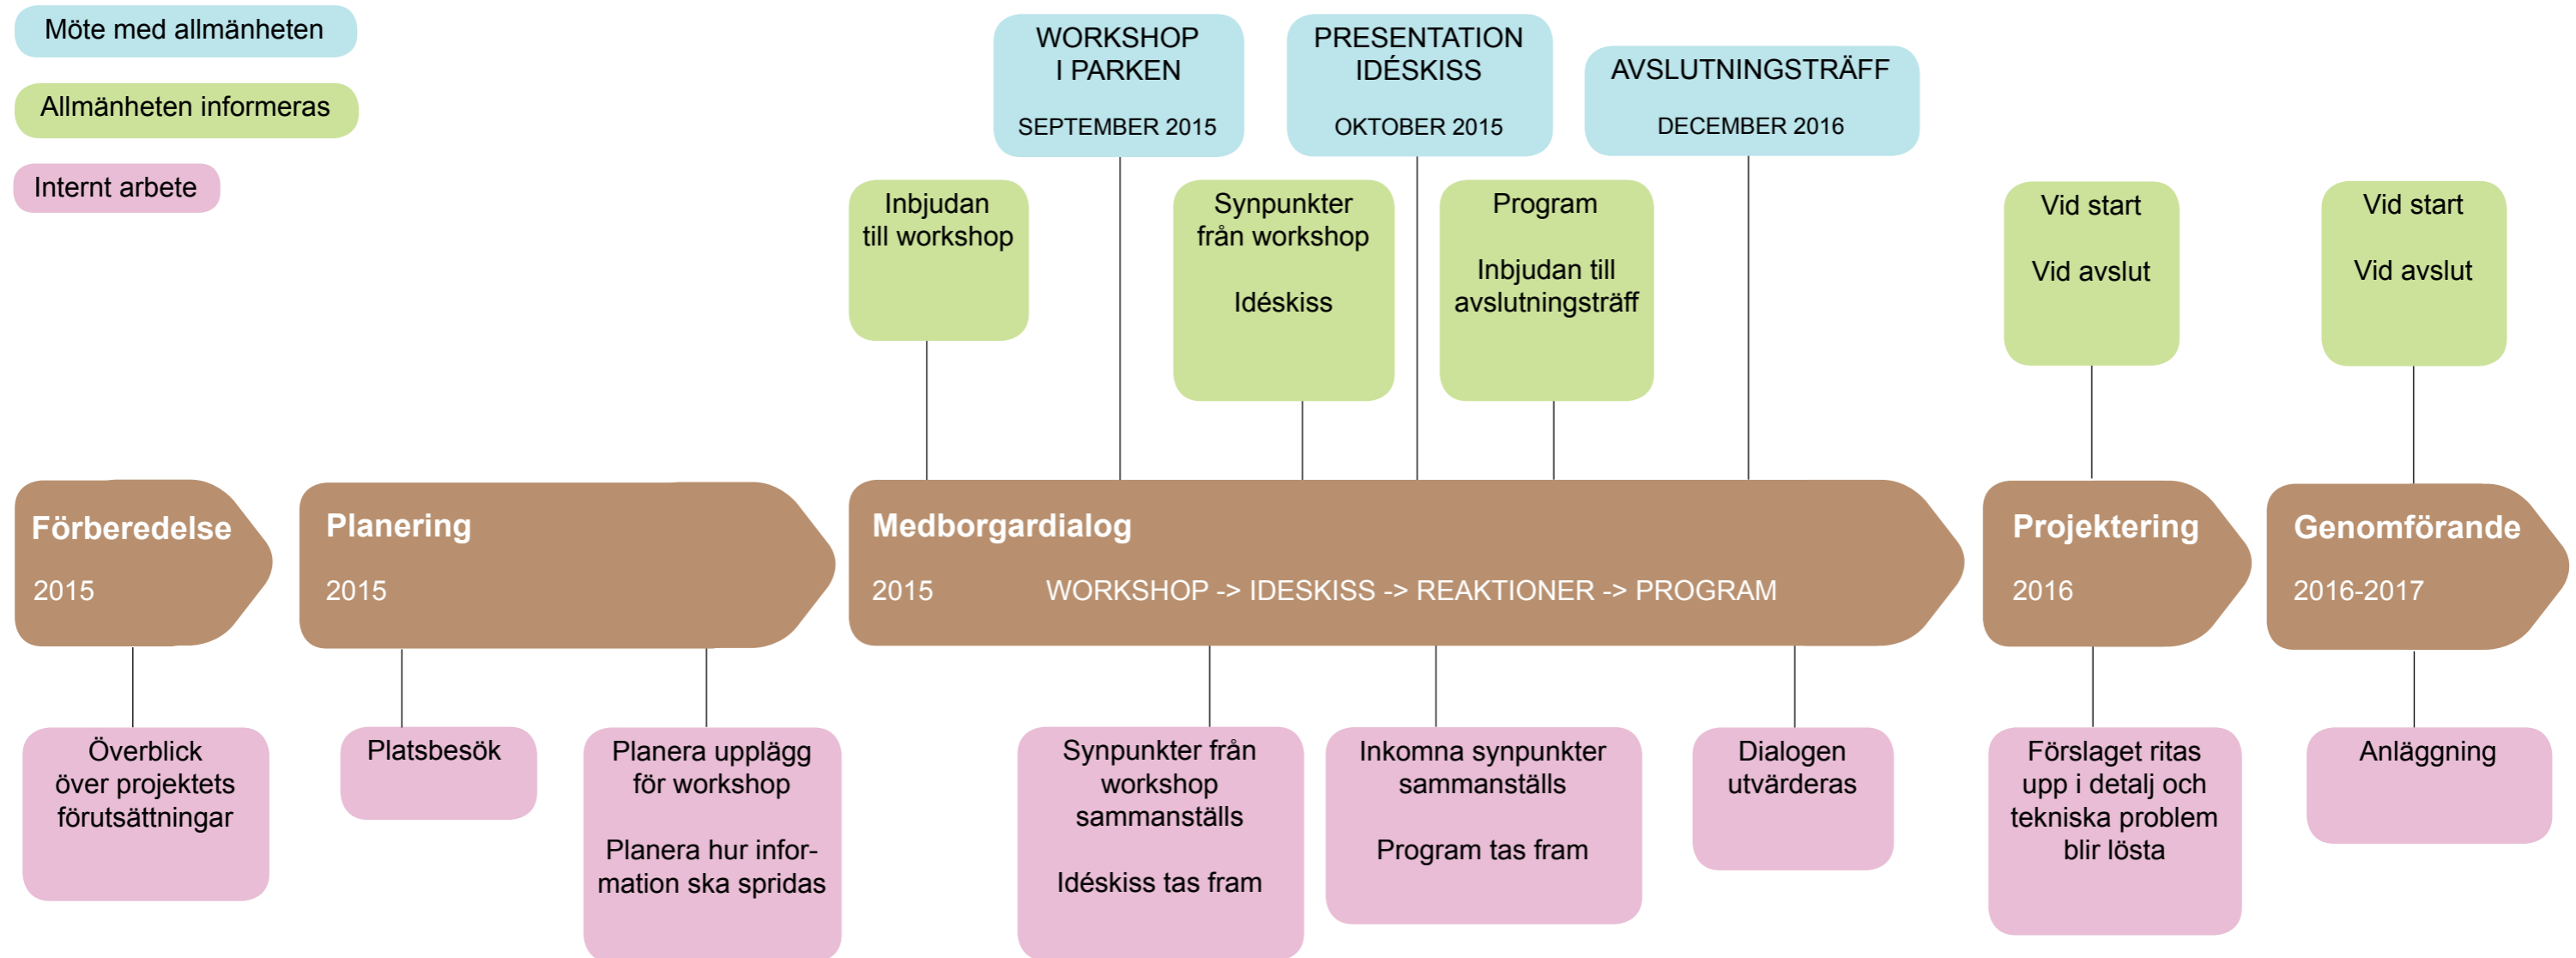 Möte med allmänheten
Allmänheten informeras
Internt arbete
WORKSHOP
I PARKEN
SEPTEMBER 2015
PRESENTATION
IDÉSKISS
OKTOBER 2015
AVSLUTNINGSTRÄFF
DECEMBER 2016
Inbjudan
till workshop
Synpunkter
från workshop
Idéskiss
Program
Inbjudan till
avslutningsträff
Vid start
Vid avslut
Vid start
Vid avslut
Förberedelse
2015
Planering
2015
Medborgardialog
2015 WORKSHOP -> IDESKISS -> REAKTIONER -> PROGRAM
Projektering
2016
Genomförande
2016-2017
Överblick
över projektets
förutsättningar
Platsbesök
Planera upplägg
för workshop
Planera hur infor-
mation ska spridas
Synpunkter från
workshop
sammanställs
Idéskiss tas fram
Inkomna synpunkter
sammanställs
Program tas fram
Dialogen
utvärderas
Förslaget ritas
upp i detalj och
tekniska problem
blir lösta
Anläggning